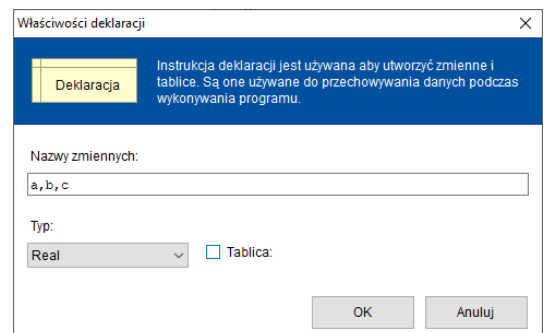 Właściwości deklaracji
Deklaracja
Instrukcja deklaracji jest używana aby utworzyć zmienne i
tablice. Są one używane do przechowywania danych podczas
wykonywania programu.
Nazwy zmiennych:
a,b,c
Typ:
Real
Tablica:
OK
Anuluj